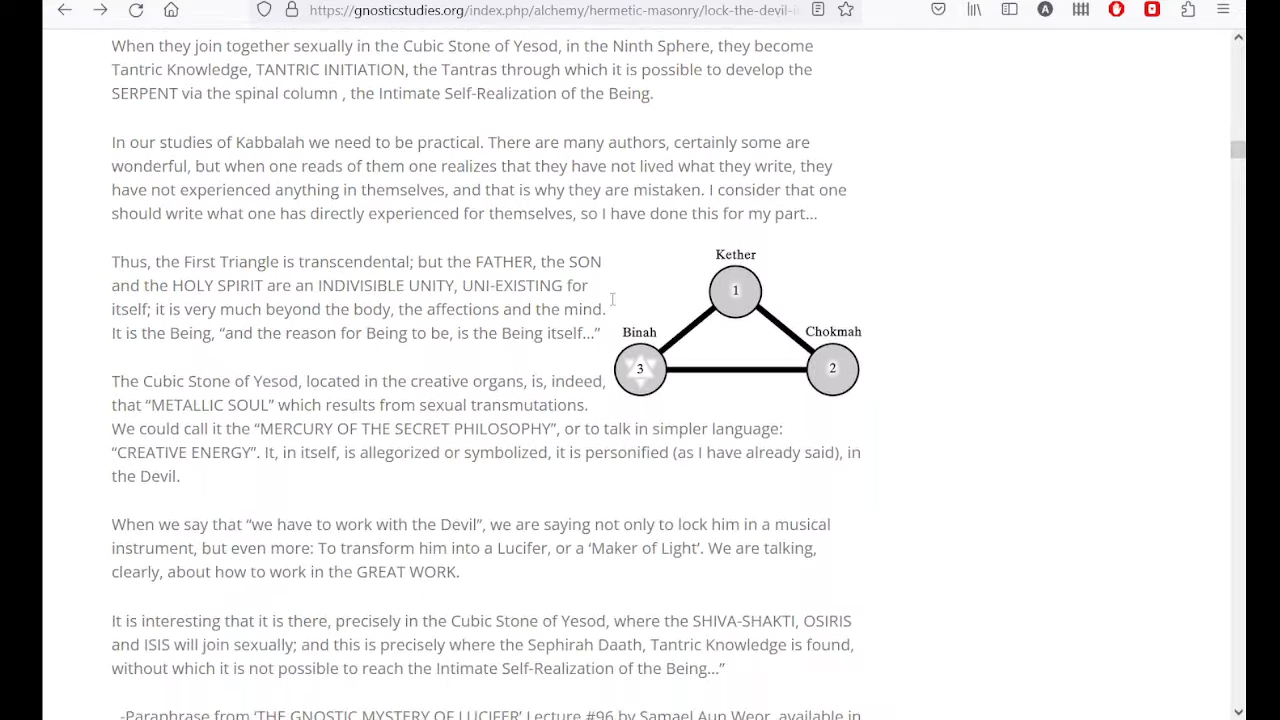 https://gnosticstudies.org/index.php/alchemy/hermetic-masonry/lock-the-devil-i
When they join together sexually in the Cubic Stone of Yesod, in the Ninth Sphere, they become
Tantric Knowledge, TANTRIC INITIATION, the Tantras through which it is possible to develop the
SERPENT via the spinal column , the Intimate Self-Realization of the Being.
In our studies of Kabbalah we need to be practical. There are many authors, certainly some are
wonderful, but when one reads of them one realizes that they have not lived what they write, they
have not experienced anything in themselves, and that is why they are mistaken. I consider that one
should write what one has directly experienced for themselves, so I have done this for my part...
Thus, the First Triangle is transcendental; but the FATHER, the SON
and the HOLY SPIRIT are an INDIVISIBLE UNITY, UNI-EXISTING for
itself; it is very much beyond the body, the affections and the mind.
It is the Being, “and the reason for Being to be, is the Being itself...”
Kether
1
Binah
Chokmah
3
2
The Cubic Stone of Yesod, located in the creative organs, is, indeed,
that “METALLIC SOUL” which results from sexual transmutations.
We could call it the “MERCURY OF THE SECRET PHILOSOPHY”, or to talk in simpler language:
“CREATIVE ENERGY”. It, in itself, is allegorized or symbolized, it is personified (as I have already said), in
the Devil.
When we say that “we have to work with the Devil”, we are saying not only to lock him in a musical
instrument, but even more: To transform him into a Lucifer, or a ‘Maker of Light’. We are talking,
clearly, about how to work in the GREAT WORK.
It is interesting that it is there, precisely in the Cubic Stone of Yesod, where the SHIVA-SHAKTI, OSIRIS
and ISIS will join sexually; and this is precisely where the Sephirah Daath, Tantric Knowledge is found,
without which it is not possible to reach the Intimate Self-Realization of the Being...”
-Paraphrase from ‘THE GNOSTIC MYSTERY OF LUCIFER’ Lecture #96 by Samael Aun Weor, available in